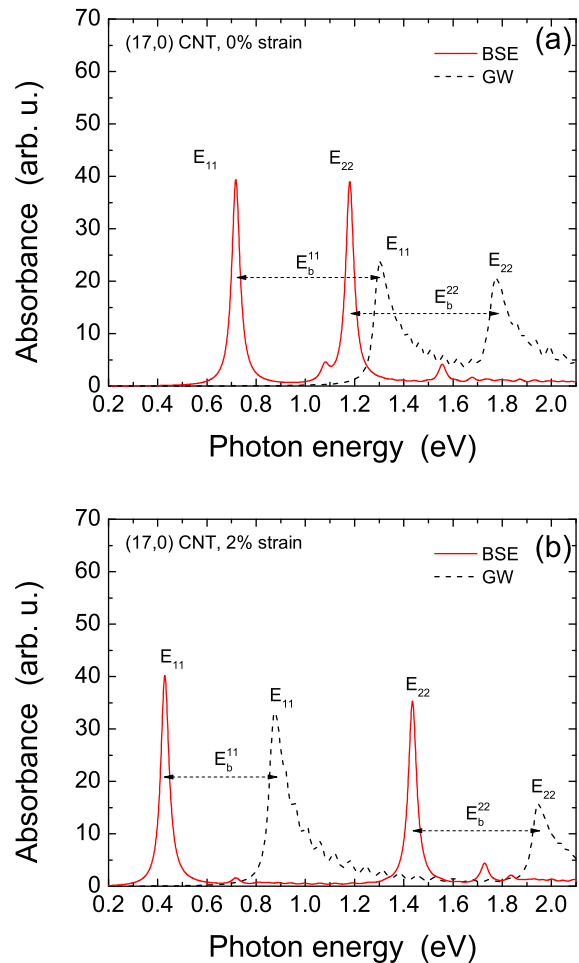 (17,0) CNT, 0% strain
(a)
BSE
GW
E11
E22
E11
E22
Eb11
Eb22
70
60
50
40
30
20
10
0
Absorbance (arb. u.)
0.2 0.4 0.6 0.8 1.0 1.2 1.4 1.6 1.8 2.0
Photon energy (eV)
(17,0) CNT, 2% strain
(b)
BSE
GW
E11
E11
E22
E22
Eb11
Eb22
70
60
50
40
30
20
10
0
Absorbance (arb. u.)
0.2 0.4 0.6 0.8 1.0 1.2 1.4 1.6 1.8 2.0
Photon energy (eV)